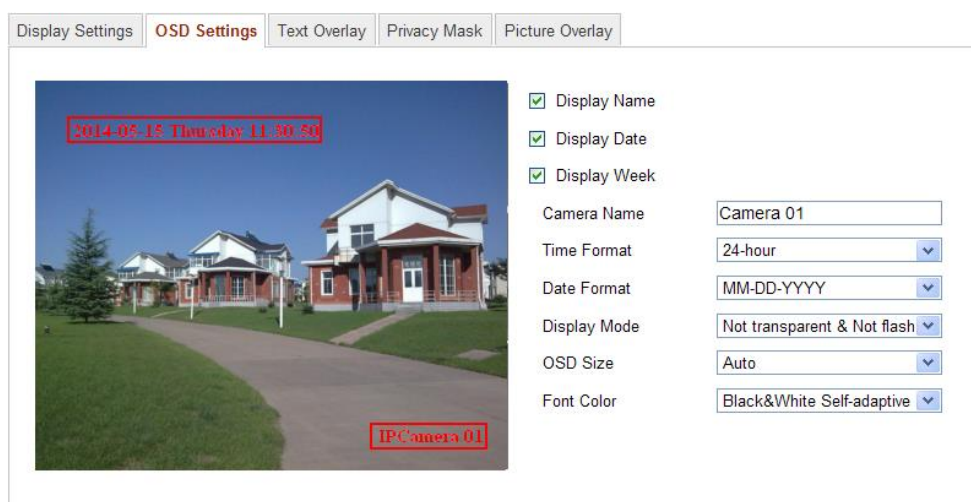 Display Settings OSD Settings Text Overlay Privacy Mask Picture Overlay
2014-05-15 Thursday 11:30:50
Display Name
Display Date
Display Week
Camera Name Camera 01
Time Format 24-hour
Date Format MM-DD-YYYY
Display Mode Not transparent & Not flash
OSD Size Auto
Font Color Black&White Self-adaptive
IPCamera 01